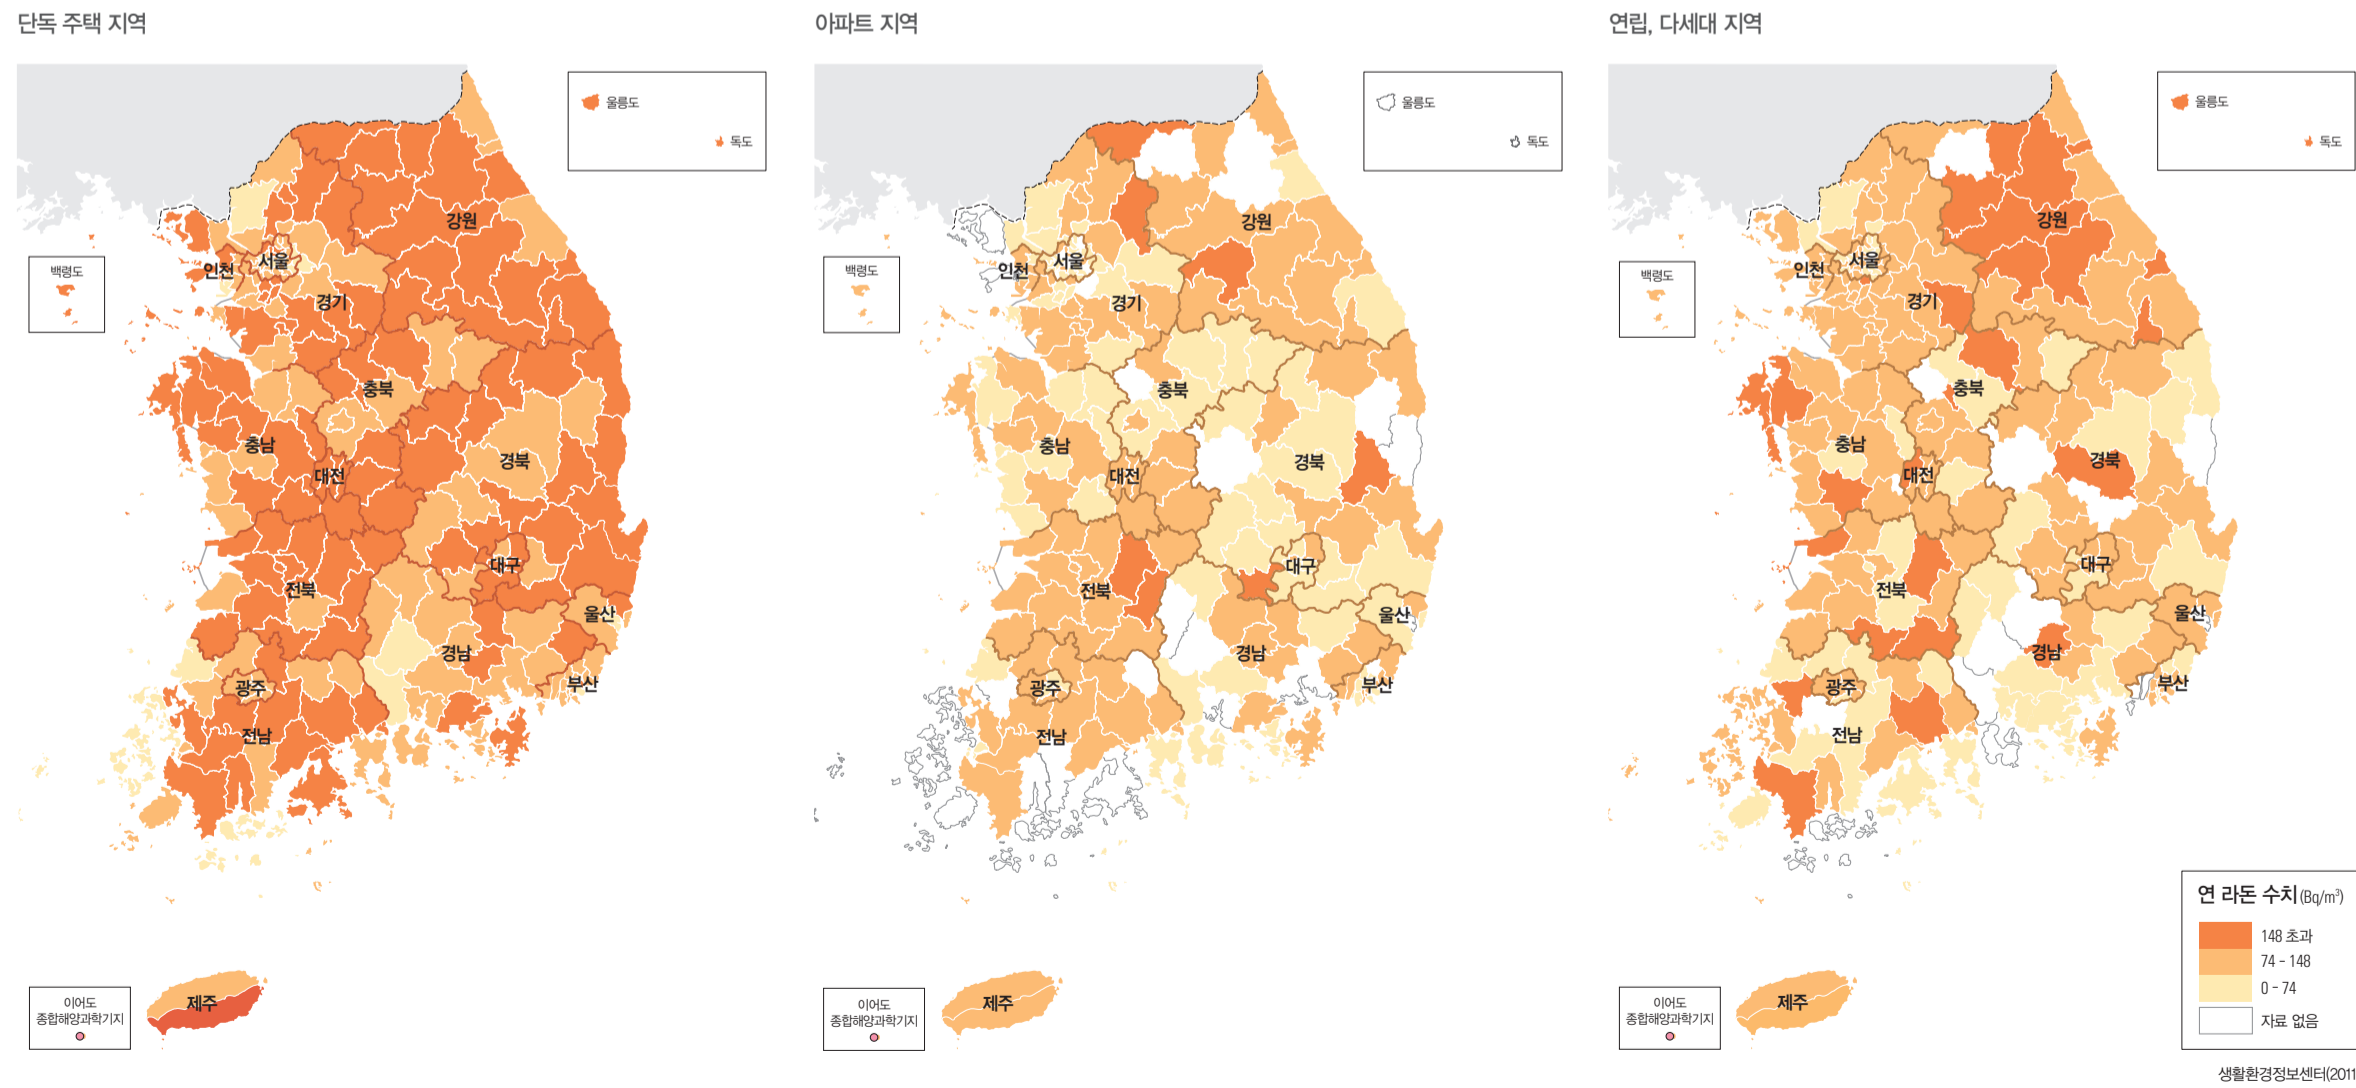 단독 주택 지역
울릉도
독도
강원
서울
인천
백령도
경기
충북
충남
경북
대전
대구
전북
울산
경남
광주
부산
전남
제주
이어도
종합해양과학기지
아파트 지역
울릉도
독도
강원
서울
인천
백령도
경기
충북
충남
경북
대전
대구
전북
울산
경남
광주
부산
전남
제주
이어도
종합해양과학기지
연립, 다세대 지역
울릉도
독도
강원
서울
인천
백령도
경기
충북
충남
경북
대전
대구
전북
울산
경남
광주
부산
전남
제주
이어도
종합해양과학기지
연 라돈 수치(Bq/m³)
148 초과
74 - 148
0 - 74
자료 없음
생활환경정보센터(2011